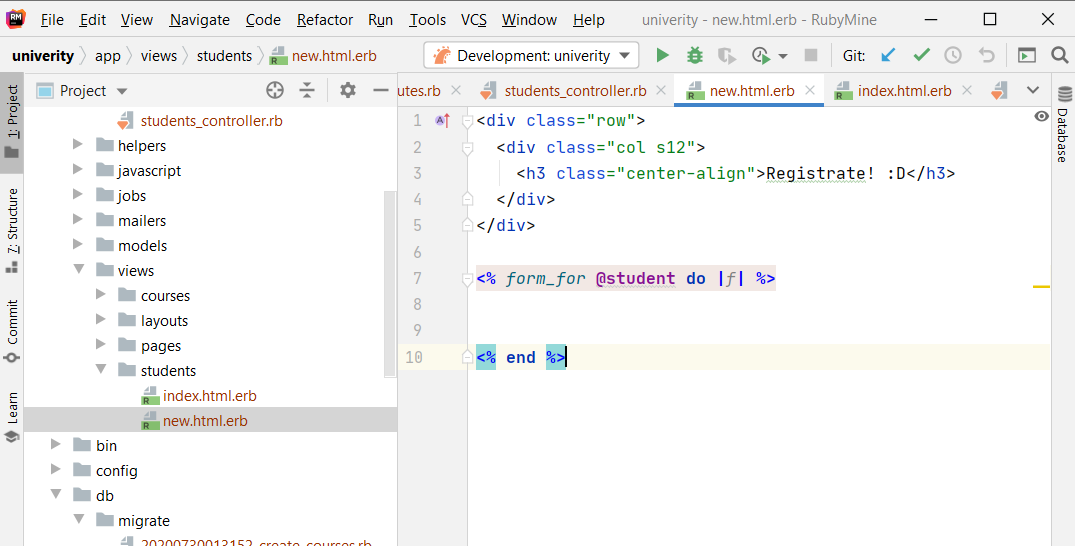 RM File Edit View Navigate Code Refactor Run Tools VCS Window Help univerity - new.html.erb - RubyMine
univerity app views students new.html.erb Development: univerity Git:
1: Project
7: Structure
Commit
Learn
Project
students_controller.rb
helpers
javascript
jobs
mailers
models
views
courses
layouts
pages
students
index.html.erb
new.html.erb
bin
config
db
migrate
20200730013152_create_courses.rb
utes.rb students_controller.rb new.html.erb index.html.erb
1 <div class="row">
2 <div class="col s12">
3 <h3 class="center-align">Registrate! :D</h3>
4 </div>
5 </div>
6
7 <% form_for @student do |f| %>
8
9
10 <% end %>
Database